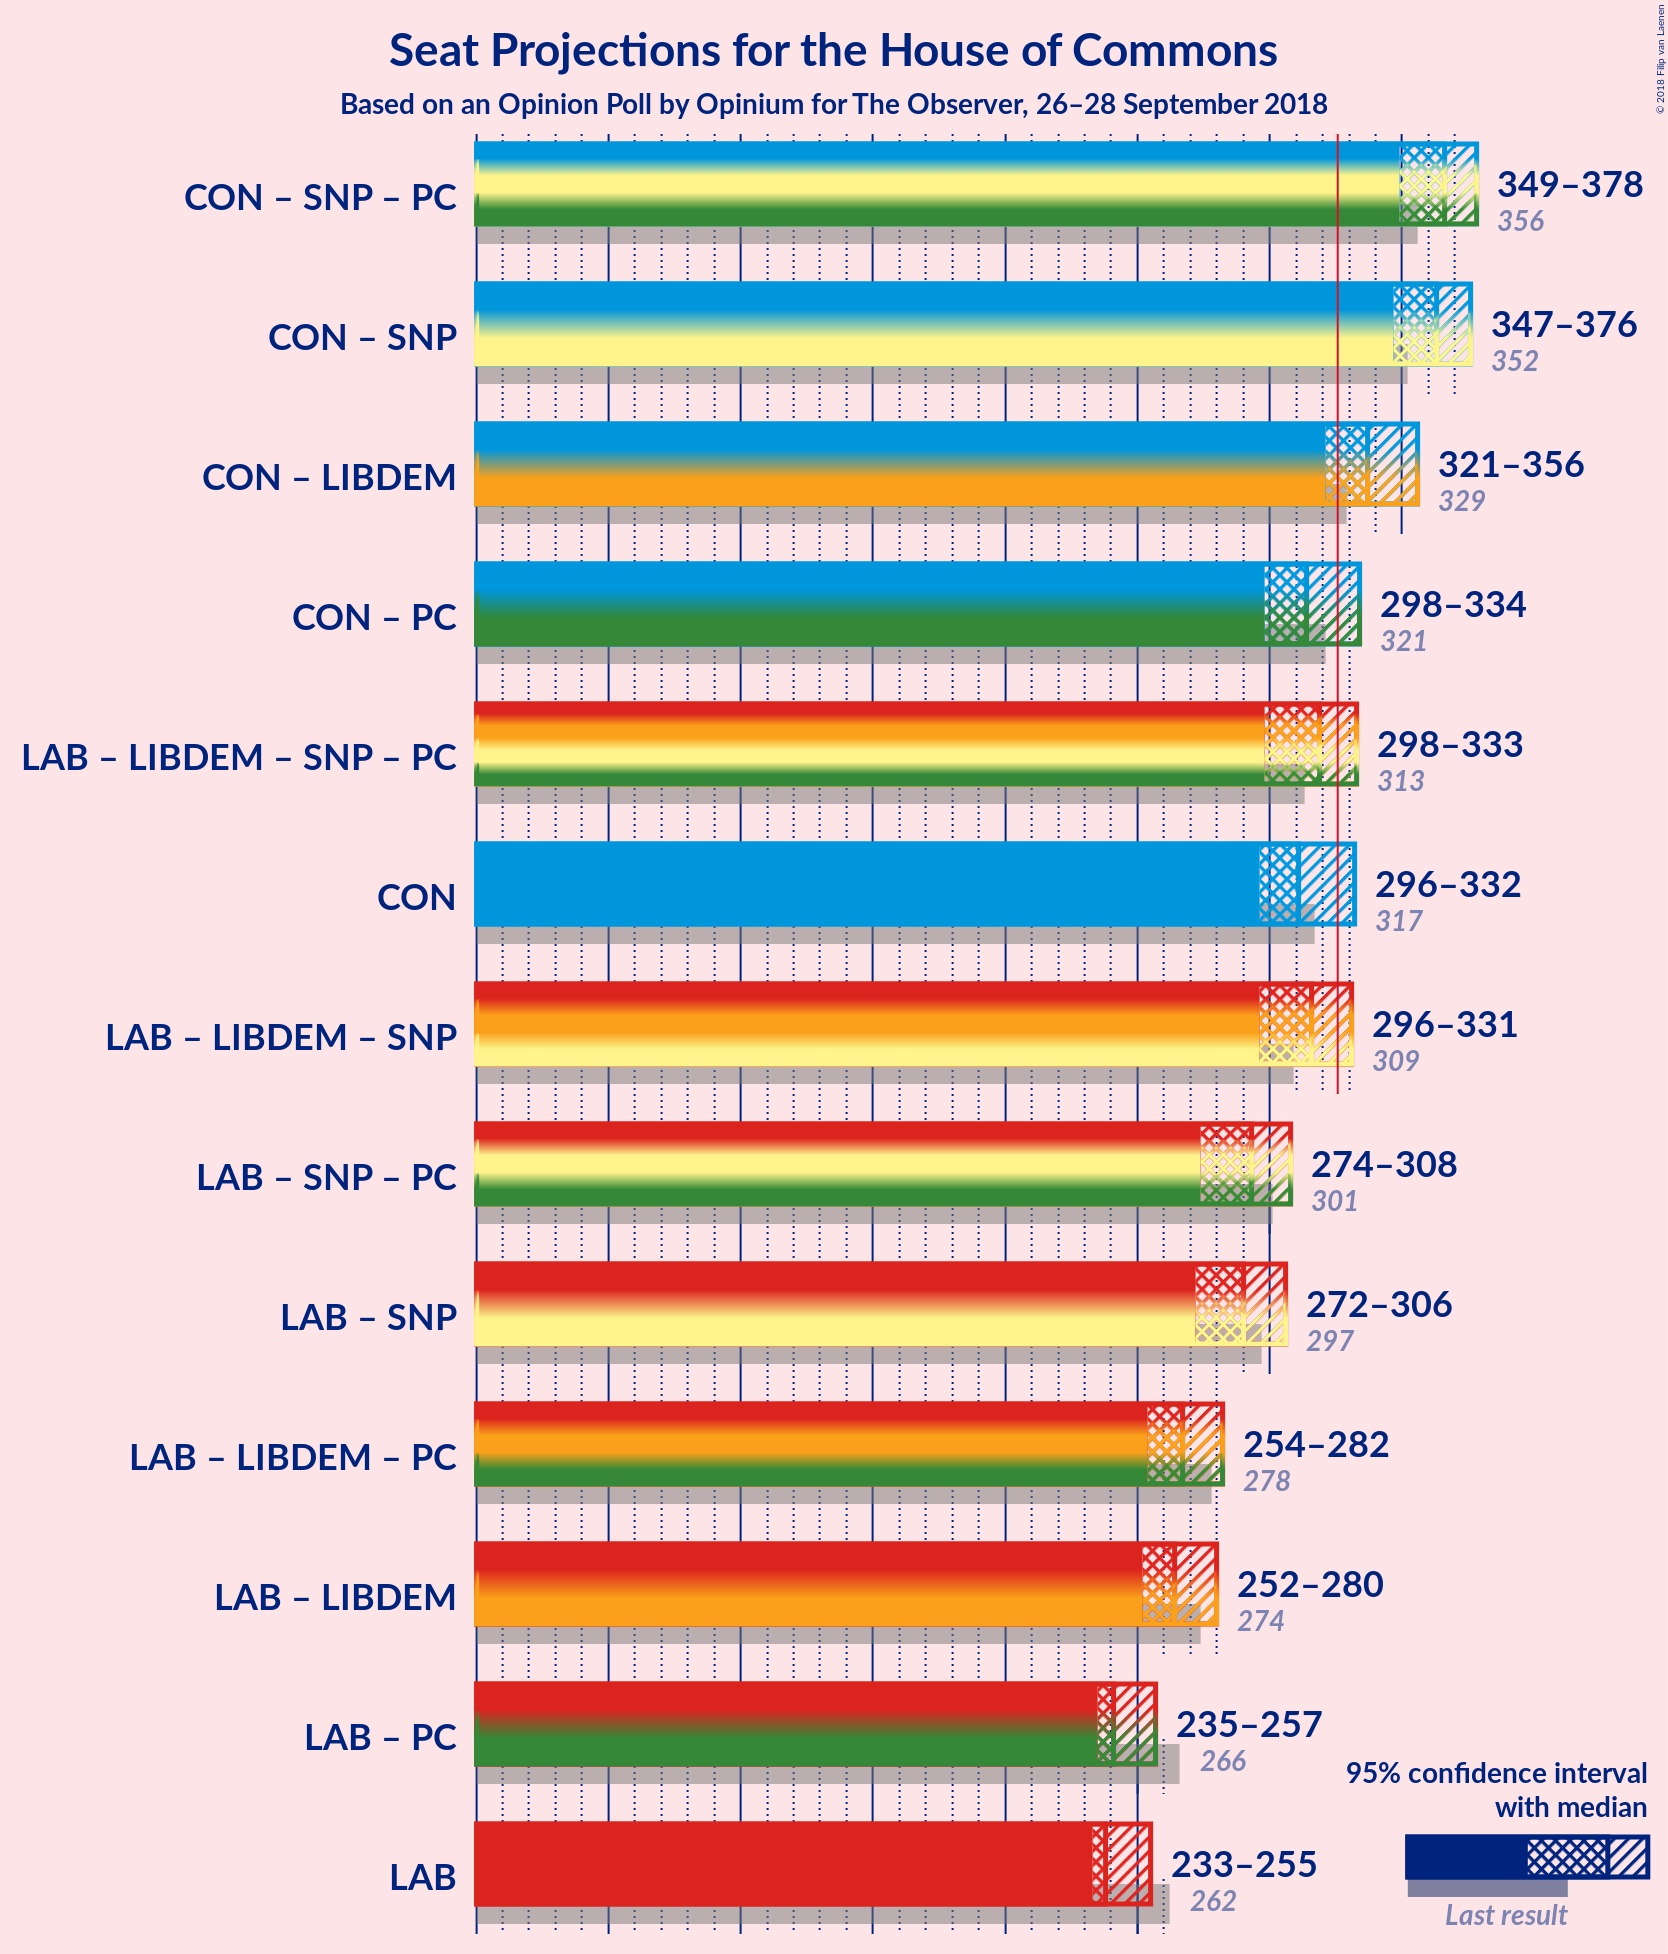 Seat Projections for the House of Commons
Based on an Opinion Poll by Opinium for The Observer, 26–28 September 2018
© 2018 Filip van Laenen
CON – SNP – PC
349–378
356
CON – SNP
347–376
352
CON – LIBDEM
321–356
329
CON – PC
298–334
321
LAB – LIBDEM – SNP – PC
298–333
313
CON
296–332
317
LAB – LIBDEM – SNP
296–331
309
LAB – SNP – PC
274–308
301
LAB – SNP
272–306
297
LAB – LIBDEM – PC
254–282
278
LAB – LIBDEM
252–280
274
LAB – PC
235–257
266
LAB
233–255
262
95% confidence interval
with median
Last result